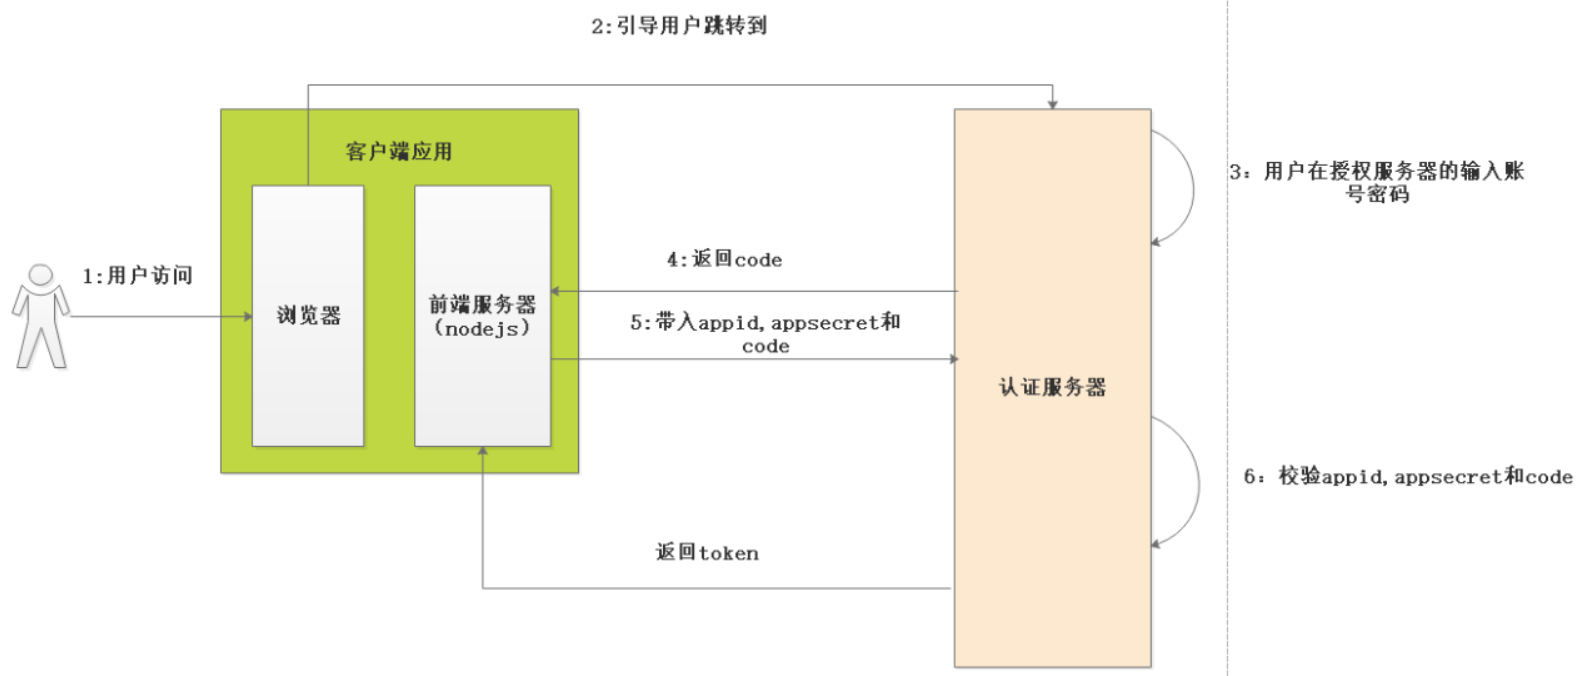 2:引导用户跳转到
客户端应用
3: 用户在授权服务器的输入账
号密码
1:用户访问
4:返回code
浏览器
前端服务器
(nodejs)
5:带入appid,appsecret和
code
认证服务器
6: 校验appid,appsecret和code
返回token